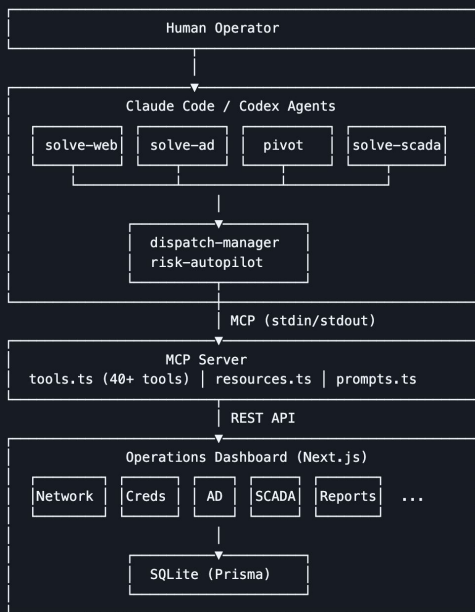 Human Operator
Claude Code / Codex Agents
solve-web solve-ad pivot solve-scada
dispatch-manager
risk-autopilot
MCP (stdin/stdout)
MCP Server
tools.ts (40+ tools) | resources.ts | prompts.ts
REST API
Operations Dashboard (Next.js)
Network Creds AD SCADA Reports ...
SQLite (Prisma)